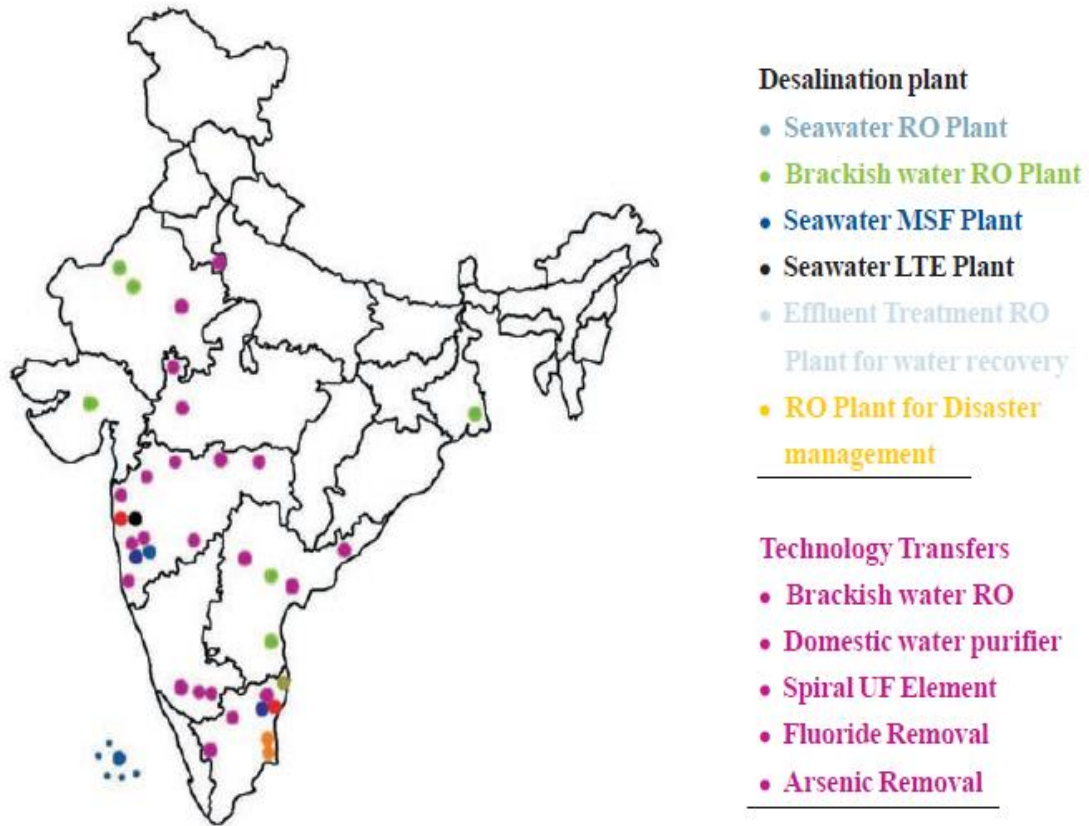 Desalination plant
• Seawater RO Plant
• Brackish water RO Plant
• Seawater MSF Plant
• Seawater LTE Plant
• Effluent Treatment RO
Plant for water recovery
• RO Plant for Disaster
management
Technology Transfers
• Brackish water RO
• Domestic water purifier
• Spiral UF Element
• Fluoride Removal
• Arsenic Removal